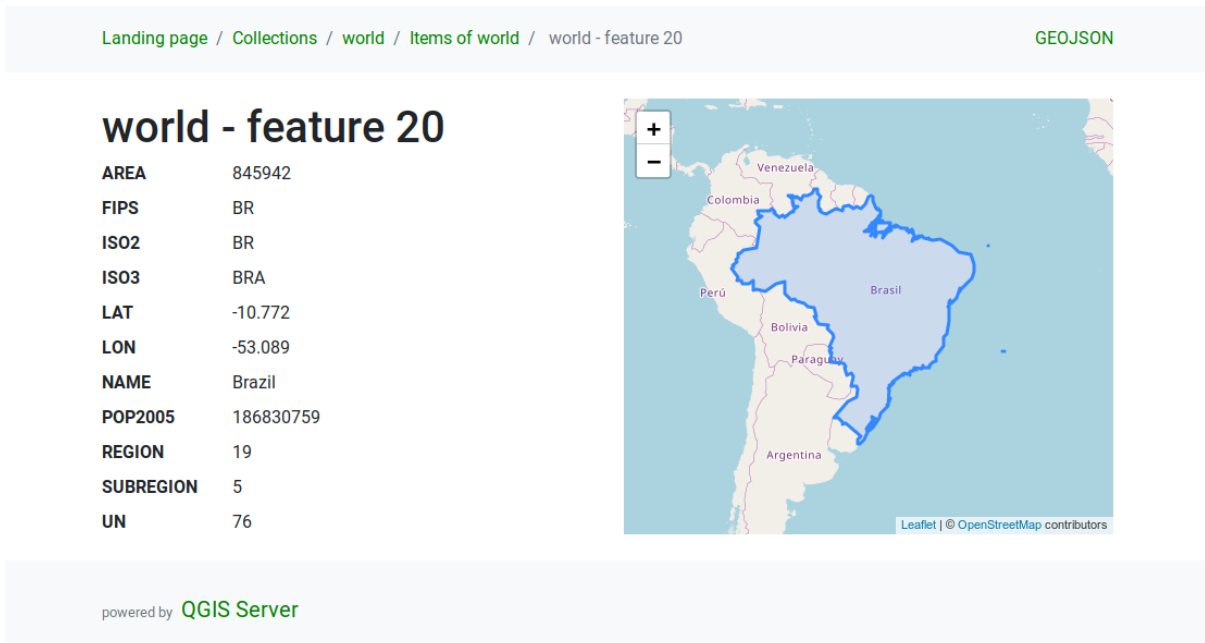 Landing page / Collections / world / Items of world / world - feature 20 GEOJSON
world - feature 20
AREA 845942
FIPS BR
ISO2 BR
ISO3 BRA
LAT -10.772
LON -53.089
NAME Brazil
POP2005 186830759
REGION 19
SUBREGION 5
UN 76
+
−
Venezuela
Colombia
Brasil
Perú
Bolivia
Paraguay
Argentina
Leaflet | © OpenStreetMap contributors
powered by QGIS Server